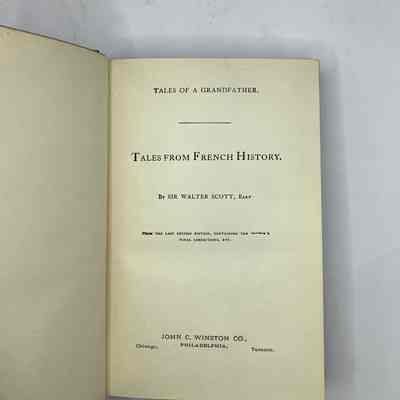 TALES OF A GRANDFATHER.
TALES FROM FRENCH HISTORY.
BY SIR WALTER SCOTT, BART
FROM THE LAST REVISED EDITION, CONTAINING THE AUTHOR'S
FINAL CORRECTIONS, ETC.
JOHN C. WINSTON CO.,
Chicago. PHILADELPHIA, Toronto.